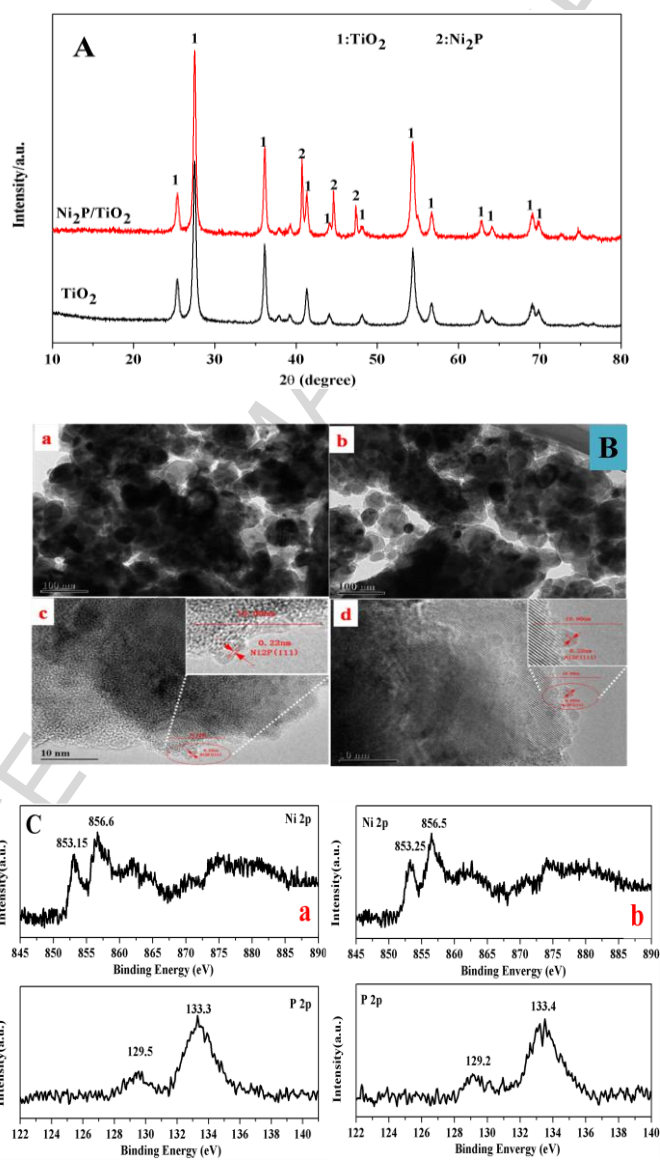 A
1:TiO2 2:Ni2P
1
1
1
2
1
1
2
2
1
1
1
1
1
1
1
Intensity/a.u.
Ni2P/TiO2
TiO2
10 20 30 40 50 60 70 80
2θ (degree)
a
b
B
100 nm
100 nm
c
d
0.22nm
Ni2P(111)
10 nm
C
856.6
Ni 2p
853.15
Intensity(a.u.)
a
845 850 855 860 865 870 875 880 885 890
Binding Energy (eV)
856.5
Ni 2p
853.25
Intensity(a.u.)
b
845 850 855 860 865 870 875 880 885 890
Binding Envergy (eV)
P 2p
133.3
129.5
Intensity(a.u.)
122 124 126 128 130 132 134 136 138 140
Binding Energy (eV)
P 2p
133.4
129.2
Intensity(a.u.)
122 124 126 128 130 132 134 136 138 140
Binding Envergy (eV)